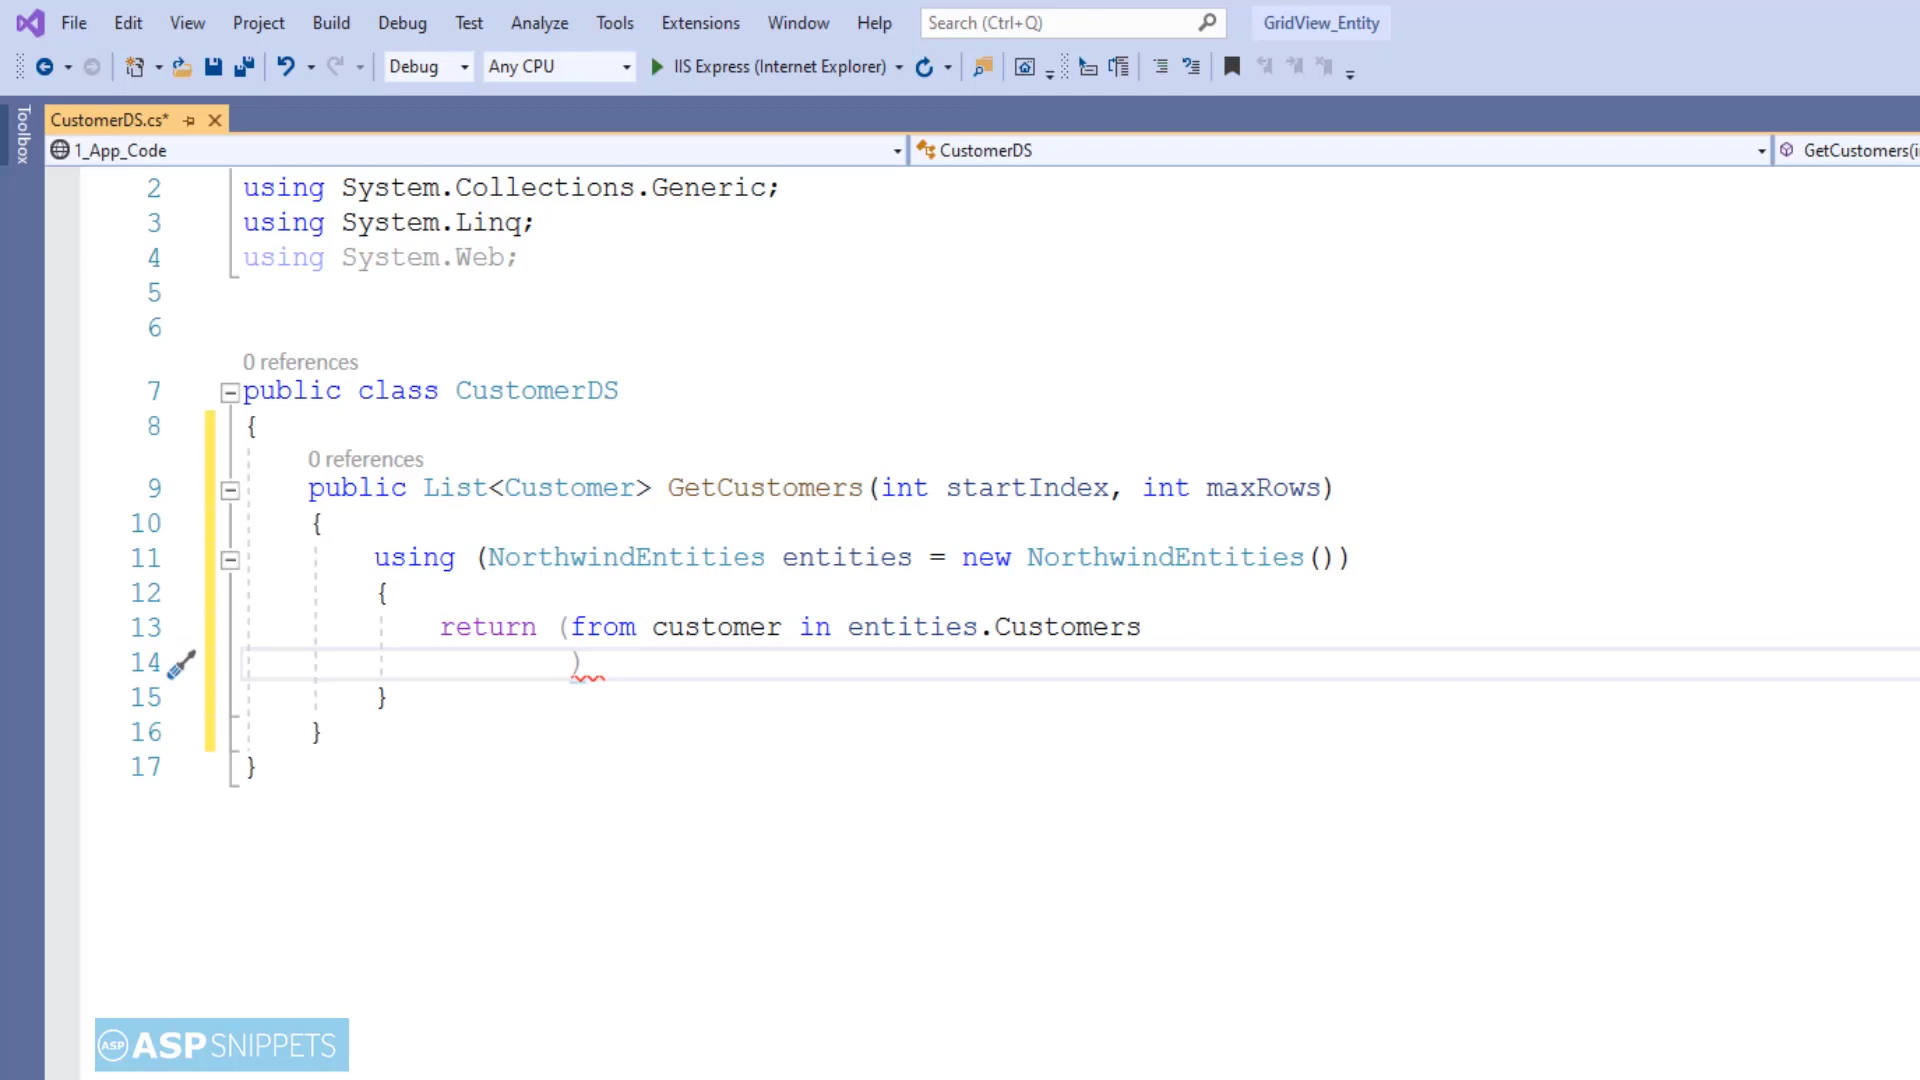 File Edit View Project Build Debug Test Analyze Tools Extensions Window Help Search (Ctrl+Q) GridView_Entity
Debug Any CPU IIS Express (Internet Explorer)
Toolbox
CustomerDS.cs*
1_App_Code CustomerDS GetCustomers(i
2 using System.Collections.Generic;
3 using System.Linq;
4 using System.Web;
5
6
0 references
7 public class CustomerDS
8 {
0 references
9 public List<Customer> GetCustomers(int startIndex, int maxRows)
10 {
11 using (NorthwindEntities entities = new NorthwindEntities())
12 {
13 return (from customer in entities.Customers
14 )
15 }
16 }
17 }
ASP ASPSNIPPETS